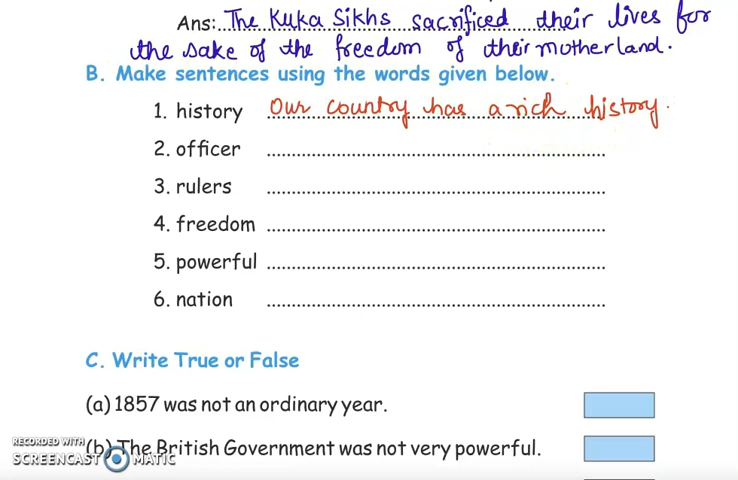 Ans:...The Kuka Sikhs sacrificed their lives for
the sake of the freedom of their motherland.
B. Make sentences using the words given below.
1. history Our country has a rich history.
2. officer ................................................
3. rulers ................................................
4. freedom ................................................
5. powerful ................................................
6. nation ................................................
C. Write True or False
(a) 1857 was not an ordinary year.
(b) The British Government was not very powerful.
RECORDED WITH
SCREENCAST MATIC